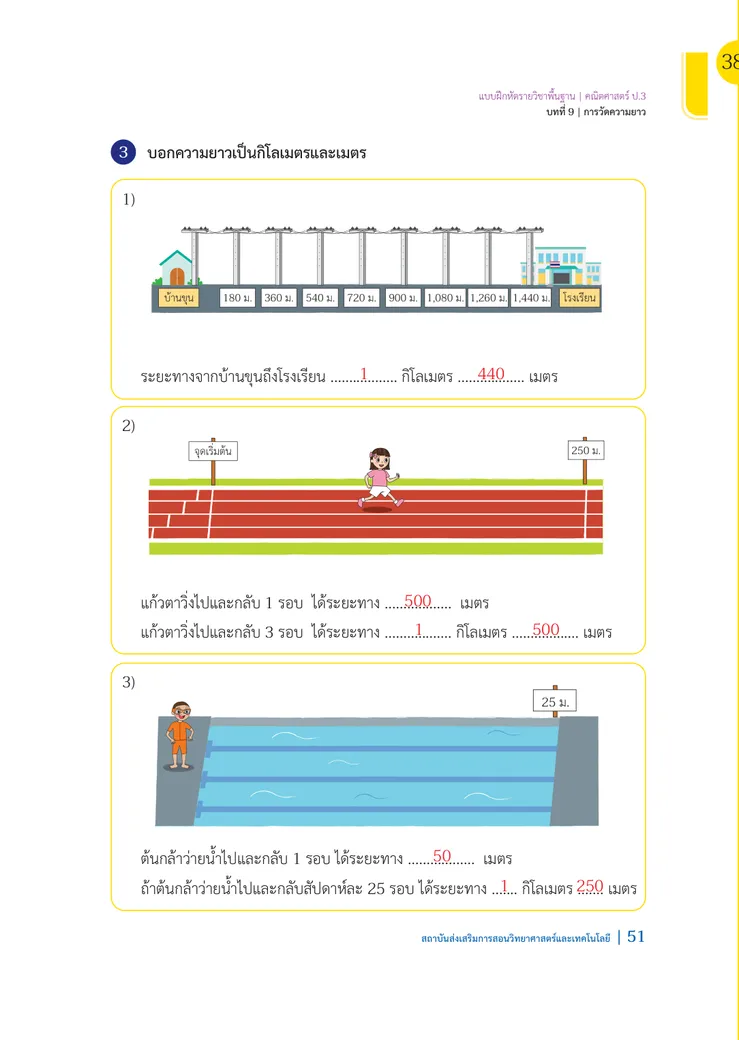 38
แบบฝึกหัดรายวิชาพื้นฐาน | คณิตศาสตร์ ป.3
บทที่ 9 | การวัดความยาว
3 บอกความยาวเป็นกิโลเมตรและเมตร
1)
บ้านขุน 180 ม. 360 ม. 540 ม. 720 ม. 900 ม. 1,080 ม. 1,260 ม. 1,440 ม. โรงเรียน
ระยะทางจากบ้านขุนถึงโรงเรียน ........1......... กิโลเมตร .....440......... เมตร
2)
จุดเริ่มต้น 250 ม.
แก้วตาวิ่งไปและกลับ 1 รอบ ได้ระยะทาง .....500....... เมตร
แก้วตาวิ่งไปและกลับ 3 รอบ ได้ระยะทาง ........1........ กิโลเมตร .....500..... เมตร
3)
25 ม.
ต้นกล้าว่ายน้ำไปและกลับ 1 รอบ ได้ระยะทาง .......50....... เมตร
ถ้าต้นกล้าว่ายน้ำไปและกลับสัปดาห์ละ 25 รอบ ได้ระยะทาง ...1... กิโลเมตร 250 เมตร
สถาบันส่งเสริมการสอนวิทยาศาสตร์และเทคโนโลยี | 51